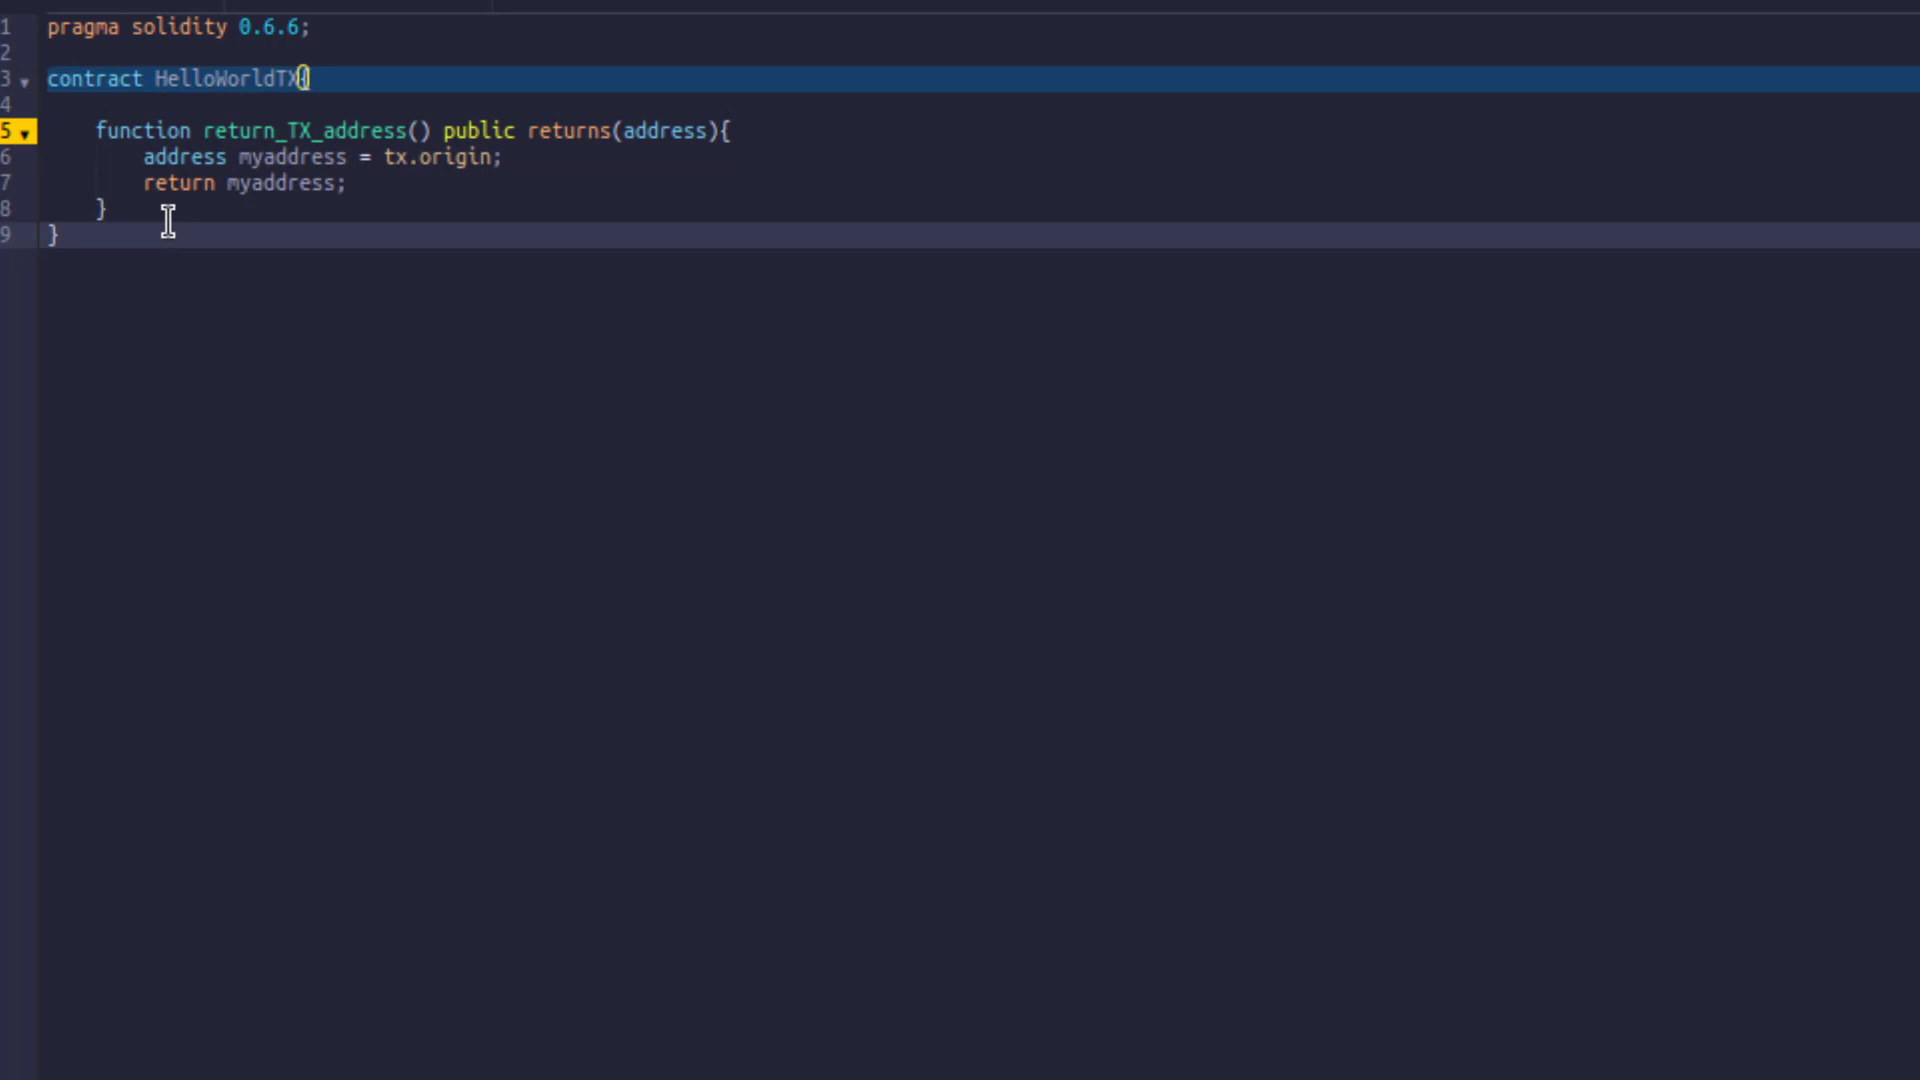 1 pragma solidity 0.6.6;
2
3 contract HelloWorldTX{
4
5 function return_TX_address() public returns(address){
6 address myaddress = tx.origin;
7 return myaddress;
8 }
9 }